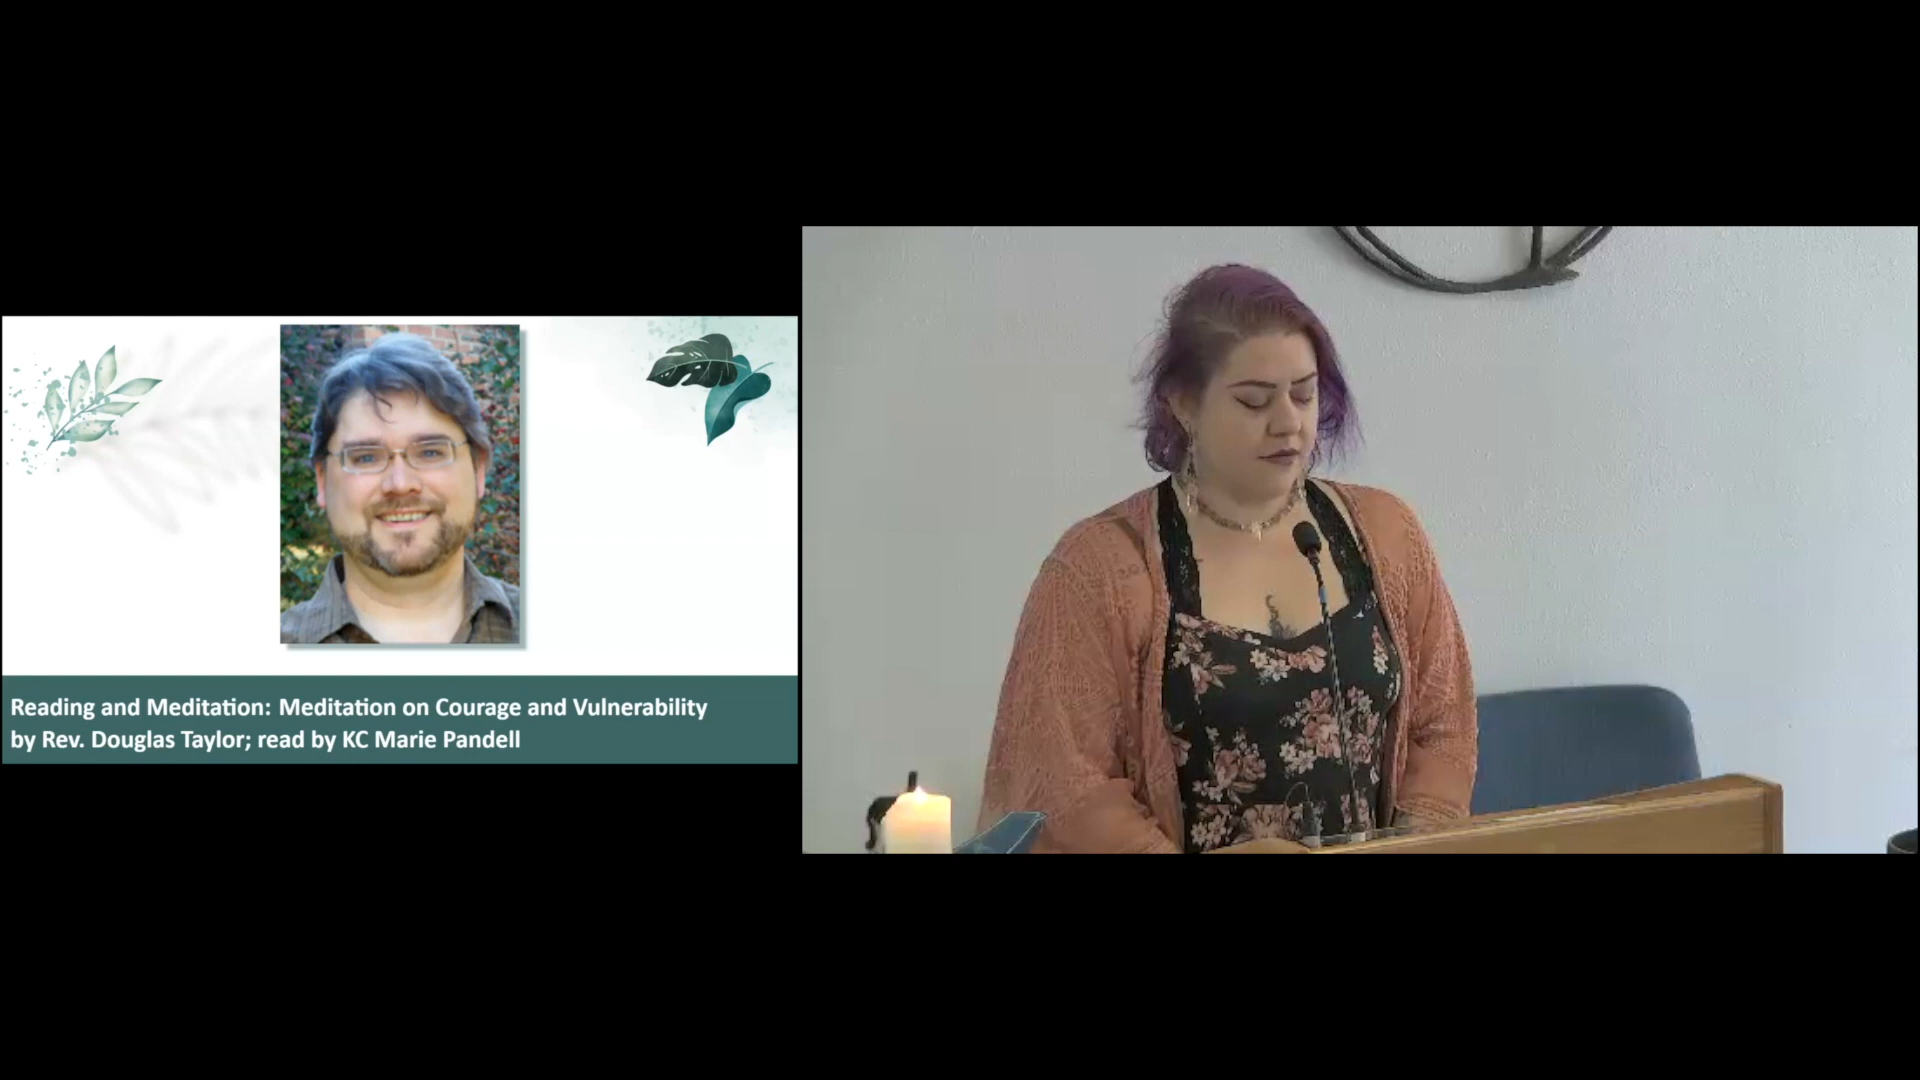 Reading and Meditation: Meditation on Courage and Vulnerability
by Rev. Douglas Taylor; read by KC Marie Pandell